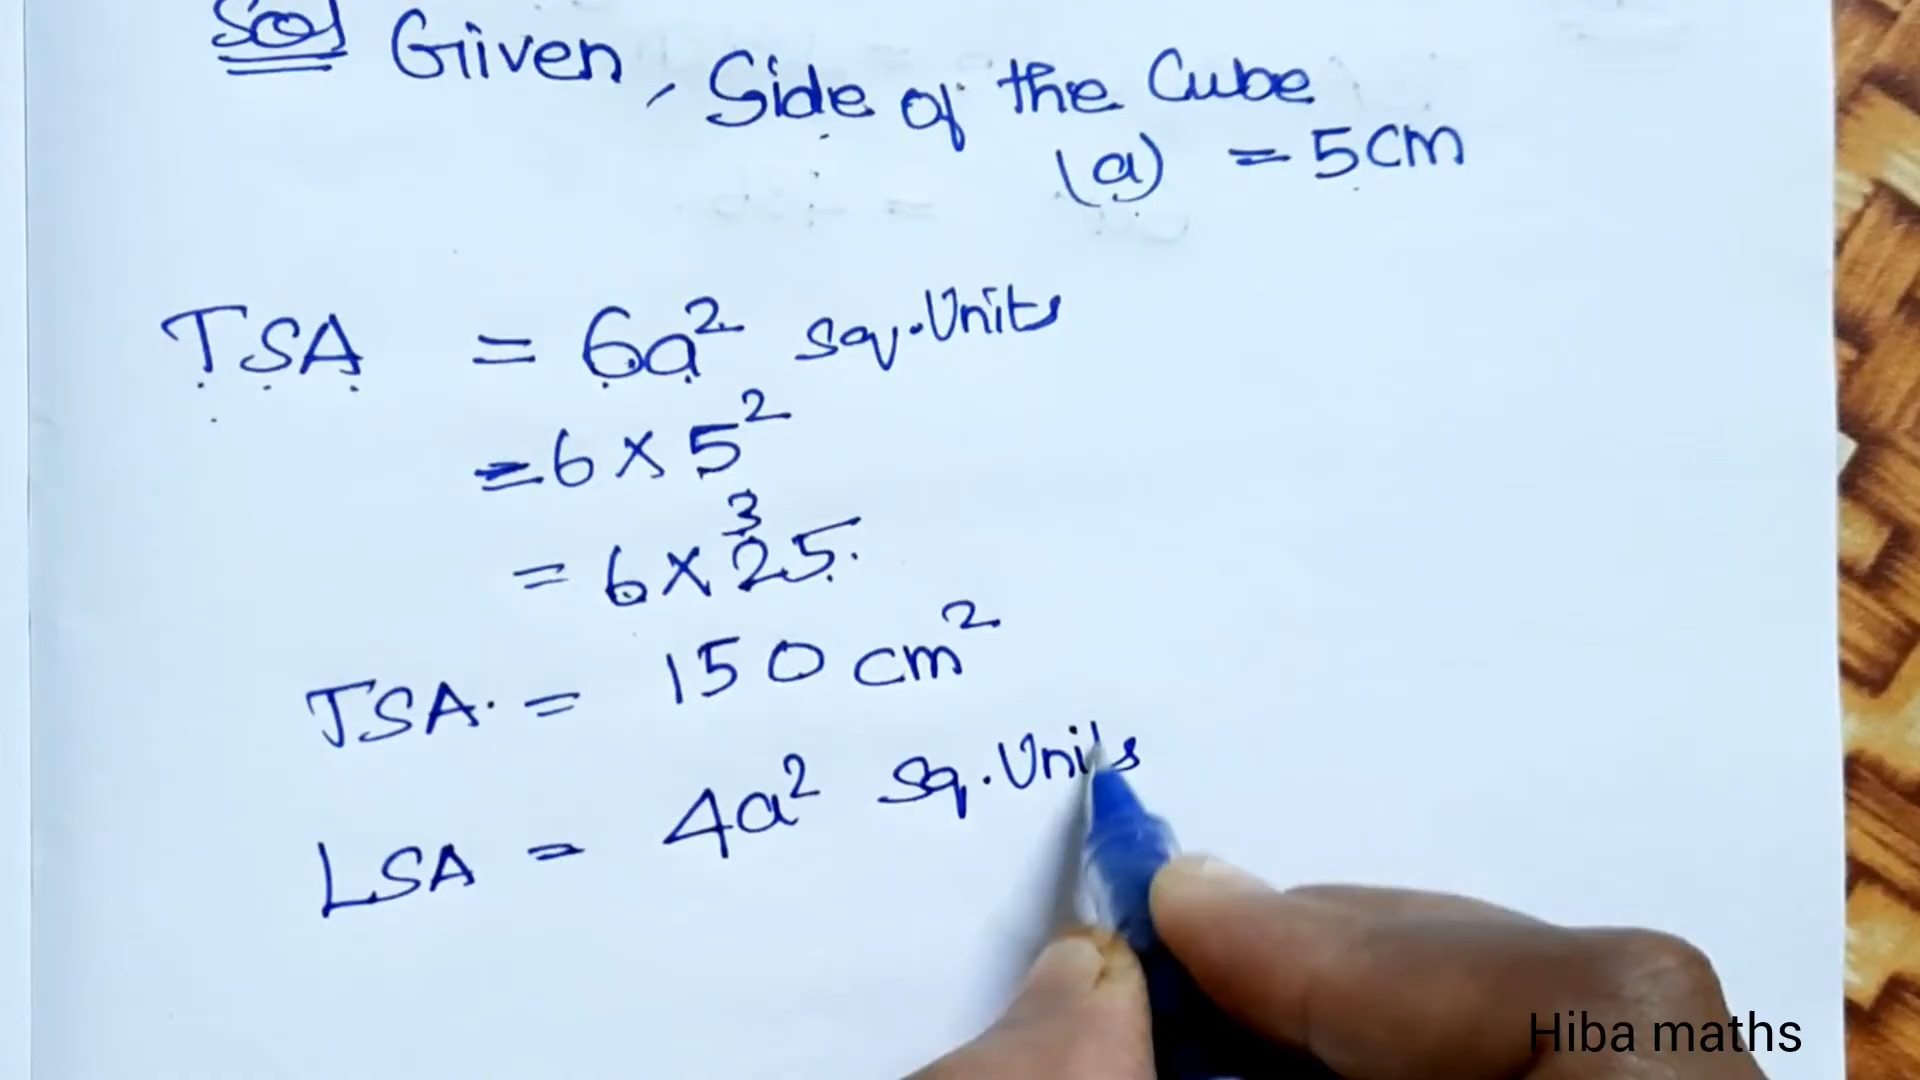 Sol Given, Side of the Cube
(a) = 5cm
TSA = 6a² Sq.Units
= 6 × 5²
3
= 6 × 25
TSA. = 150 cm²
LSA = 4a² Sq.Units
Hiba maths